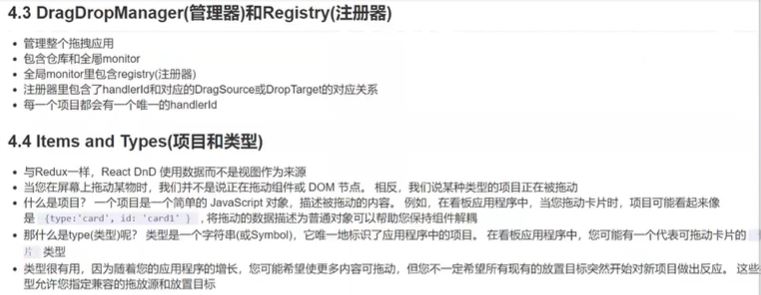 4.3 DragDropManager(管理器)和Registry(注册器)
管理整个拖拽应用
包含仓库和全局monitor
全局monitor里包含registry(注册器)
注册器里包含了handlerId和对应的DragSource或DropTarget的对应关系
每一个项目都会有一个唯一的handlerId
4.4 Items and Types(项目和类型)
与Redux一样，React DnD 使用数据而不是视图作为来源
当您在屏幕上拖动某物时，我们并不是说正在拖动组件或 DOM 节点。 相反，我们说某种类型的项目正在被拖动
什么是项目？ 一个项目是一个简单的 JavaScript 对象，描述被拖动的内容。 例如，在看板应用程序中，当您拖动卡片时，项目可能看起来像
是 {type:'card', id: 'card1' } ，将拖动的数据描述为普通对象可以帮助您保持组件解耦
那什么是type(类型)呢？ 类型是一个字符串(或Symbol)，它唯一地标识了应用程序中的项目。 在看板应用程序中，您可能有一个代表可拖动卡片的
片 类型
类型很有用，因为随着您的应用程序的增长，您可能希望使更多内容可拖动，但您不一定希望所有现有的放置目标突然开始对新项目做出反应。 这些
型允许您指定兼容的拖放源和放置目标